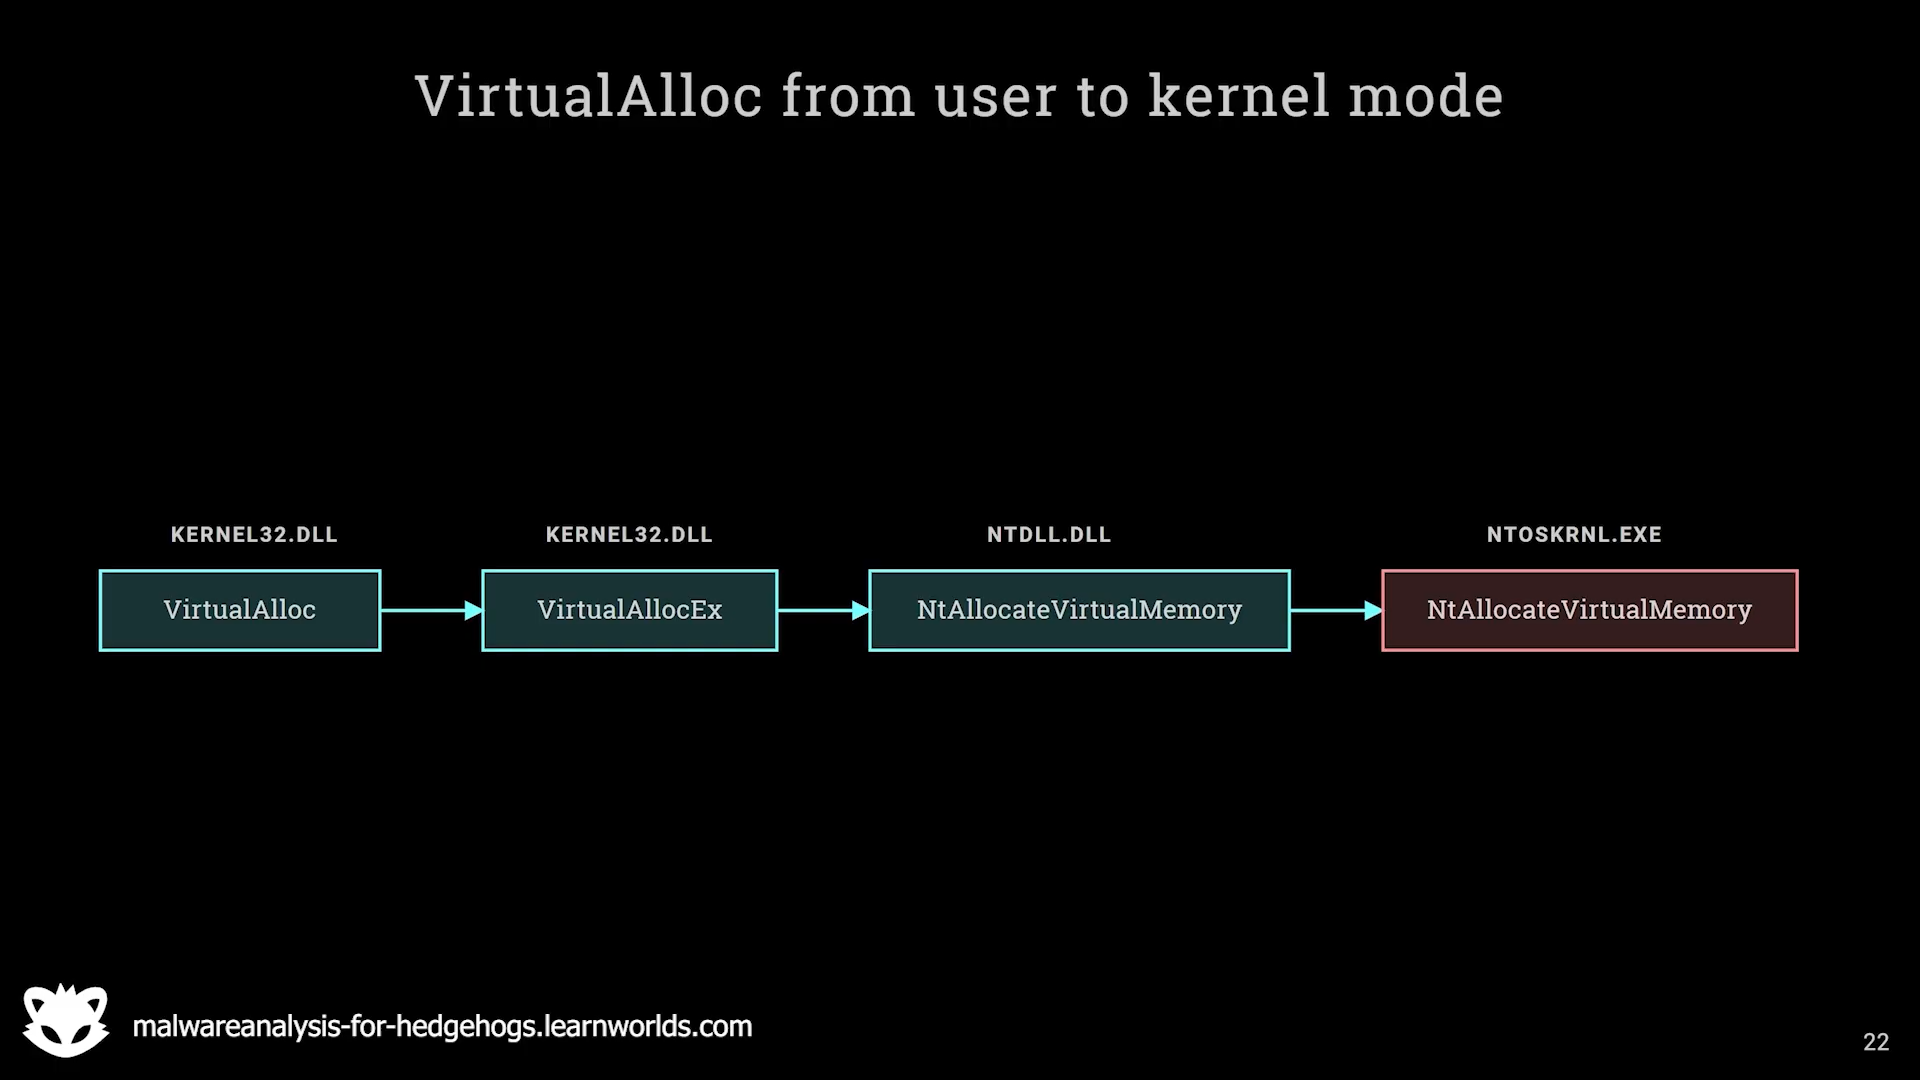 VirtualAlloc from user to kernel mode
KERNEL32.DLL
VirtualAlloc
KERNEL32.DLL
VirtualAllocEx
NTDLL.DLL
NtAllocateVirtualMemory
NTOSKRNL.EXE
NtAllocateVirtualMemory
malwareanalysis-for-hedgehogs.learnworlds.com
22